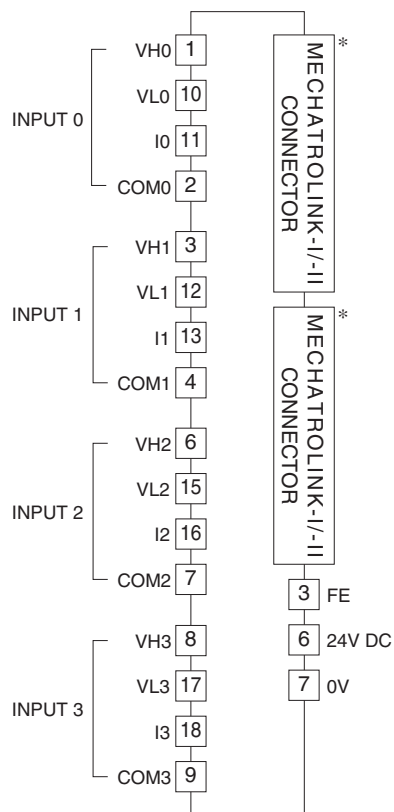 INPUT 0
VH0 1
VL0 10
I0 11
COM0 2
INPUT 1
VH1 3
VL1 12
I1 13
COM1 4
INPUT 2
VH2 6
VL2 15
I2 16
COM2 7
INPUT 3
VH3 8
VL3 17
I3 18
COM3 9
MECHATROLINK-I/-II
CONNECTOR
*
MECHATROLINK-I/-II
CONNECTOR
*
3 FE
6 24V DC
7 0V